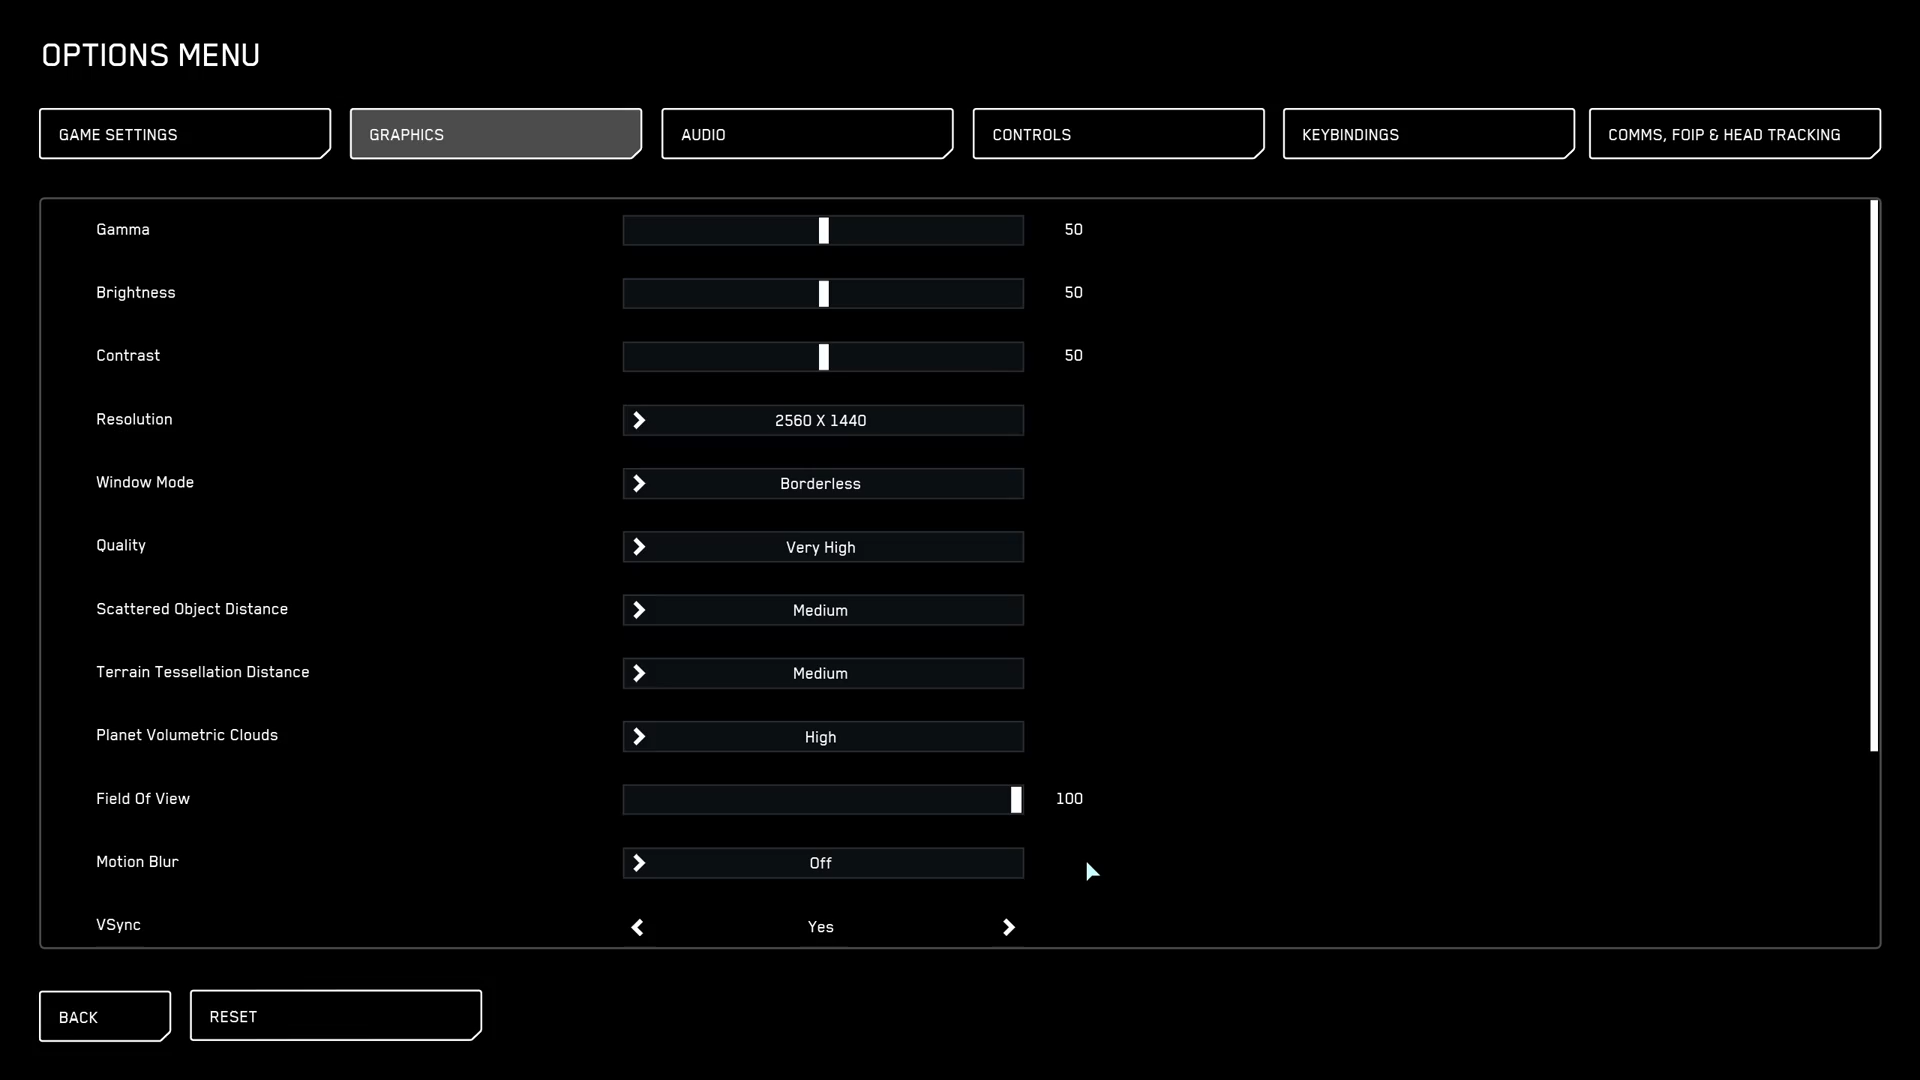 OPTIONS MENU
GAME SETTINGS
GRAPHICS
AUDIO
CONTROLS
KEYBINDINGS
COMMS, FOIP & HEAD TRACKING
Gamma 50
Brightness 50
Contrast 50
Resolution 2560 X 1440
Window Mode Borderless
Quality Very High
Scattered Object Distance Medium
Terrain Tessellation Distance Medium
Planet Volumetric Clouds High
Field Of View 100
Motion Blur Off
VSync Yes
BACK
RESET